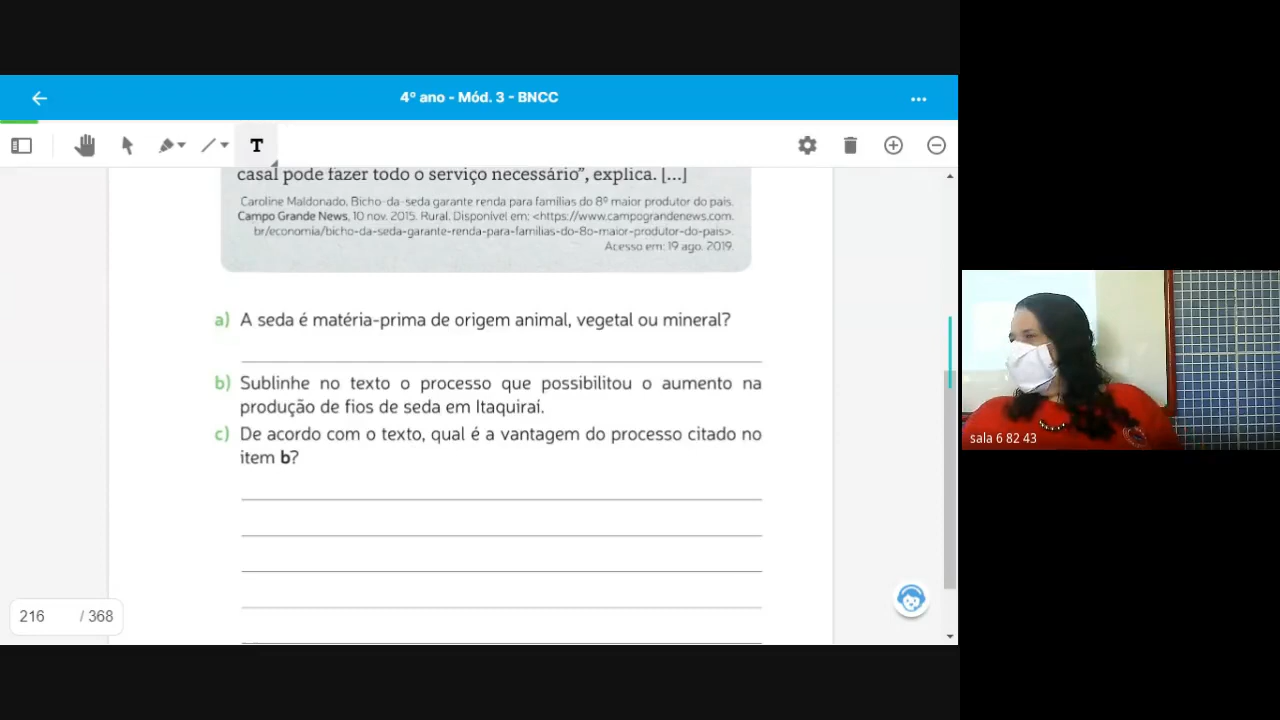 4º ano - Mód. 3 - BNCC
T
casal pode fazer todo o serviço necessário”, explica. [...]
Caroline Maldonado. Bicho-da-seda garante renda para famílias do 8º maior produtor do país.
Campo Grande News, 10 nov. 2015. Rural. Disponível em: <https://www.campograndenews.com.
br/economia/bicho-da-seda-garante-renda-para-familias-do-8o-maior-produtor-do-pais>.
Acesso em: 19 ago. 2019.
a) A seda é matéria-prima de origem animal, vegetal ou mineral?
b) Sublinhe no texto o processo que possibilitou o aumento na
produção de fios de seda em Itaquiraí.
c) De acordo com o texto, qual é a vantagem do processo citado no
item b?
216 / 368
sala 6 82 43